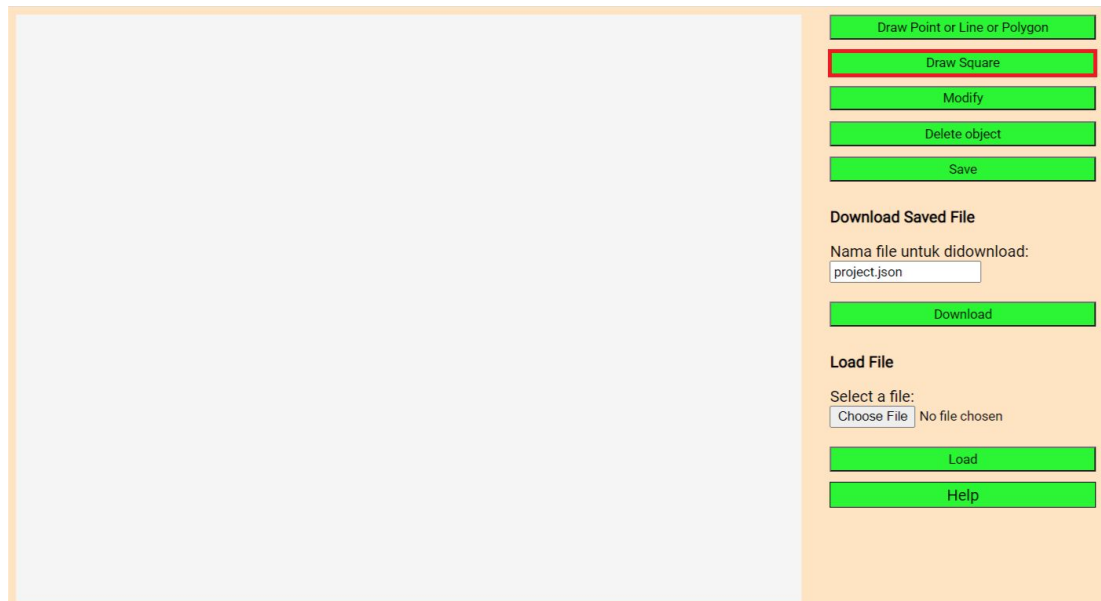 Draw Point or Line or Polygon
Draw Square
Modify
Delete object
Save
Download Saved File
Nama file untuk didownload:
project.json
Download
Load File
Select a file:
Choose File No file chosen
Load
Help